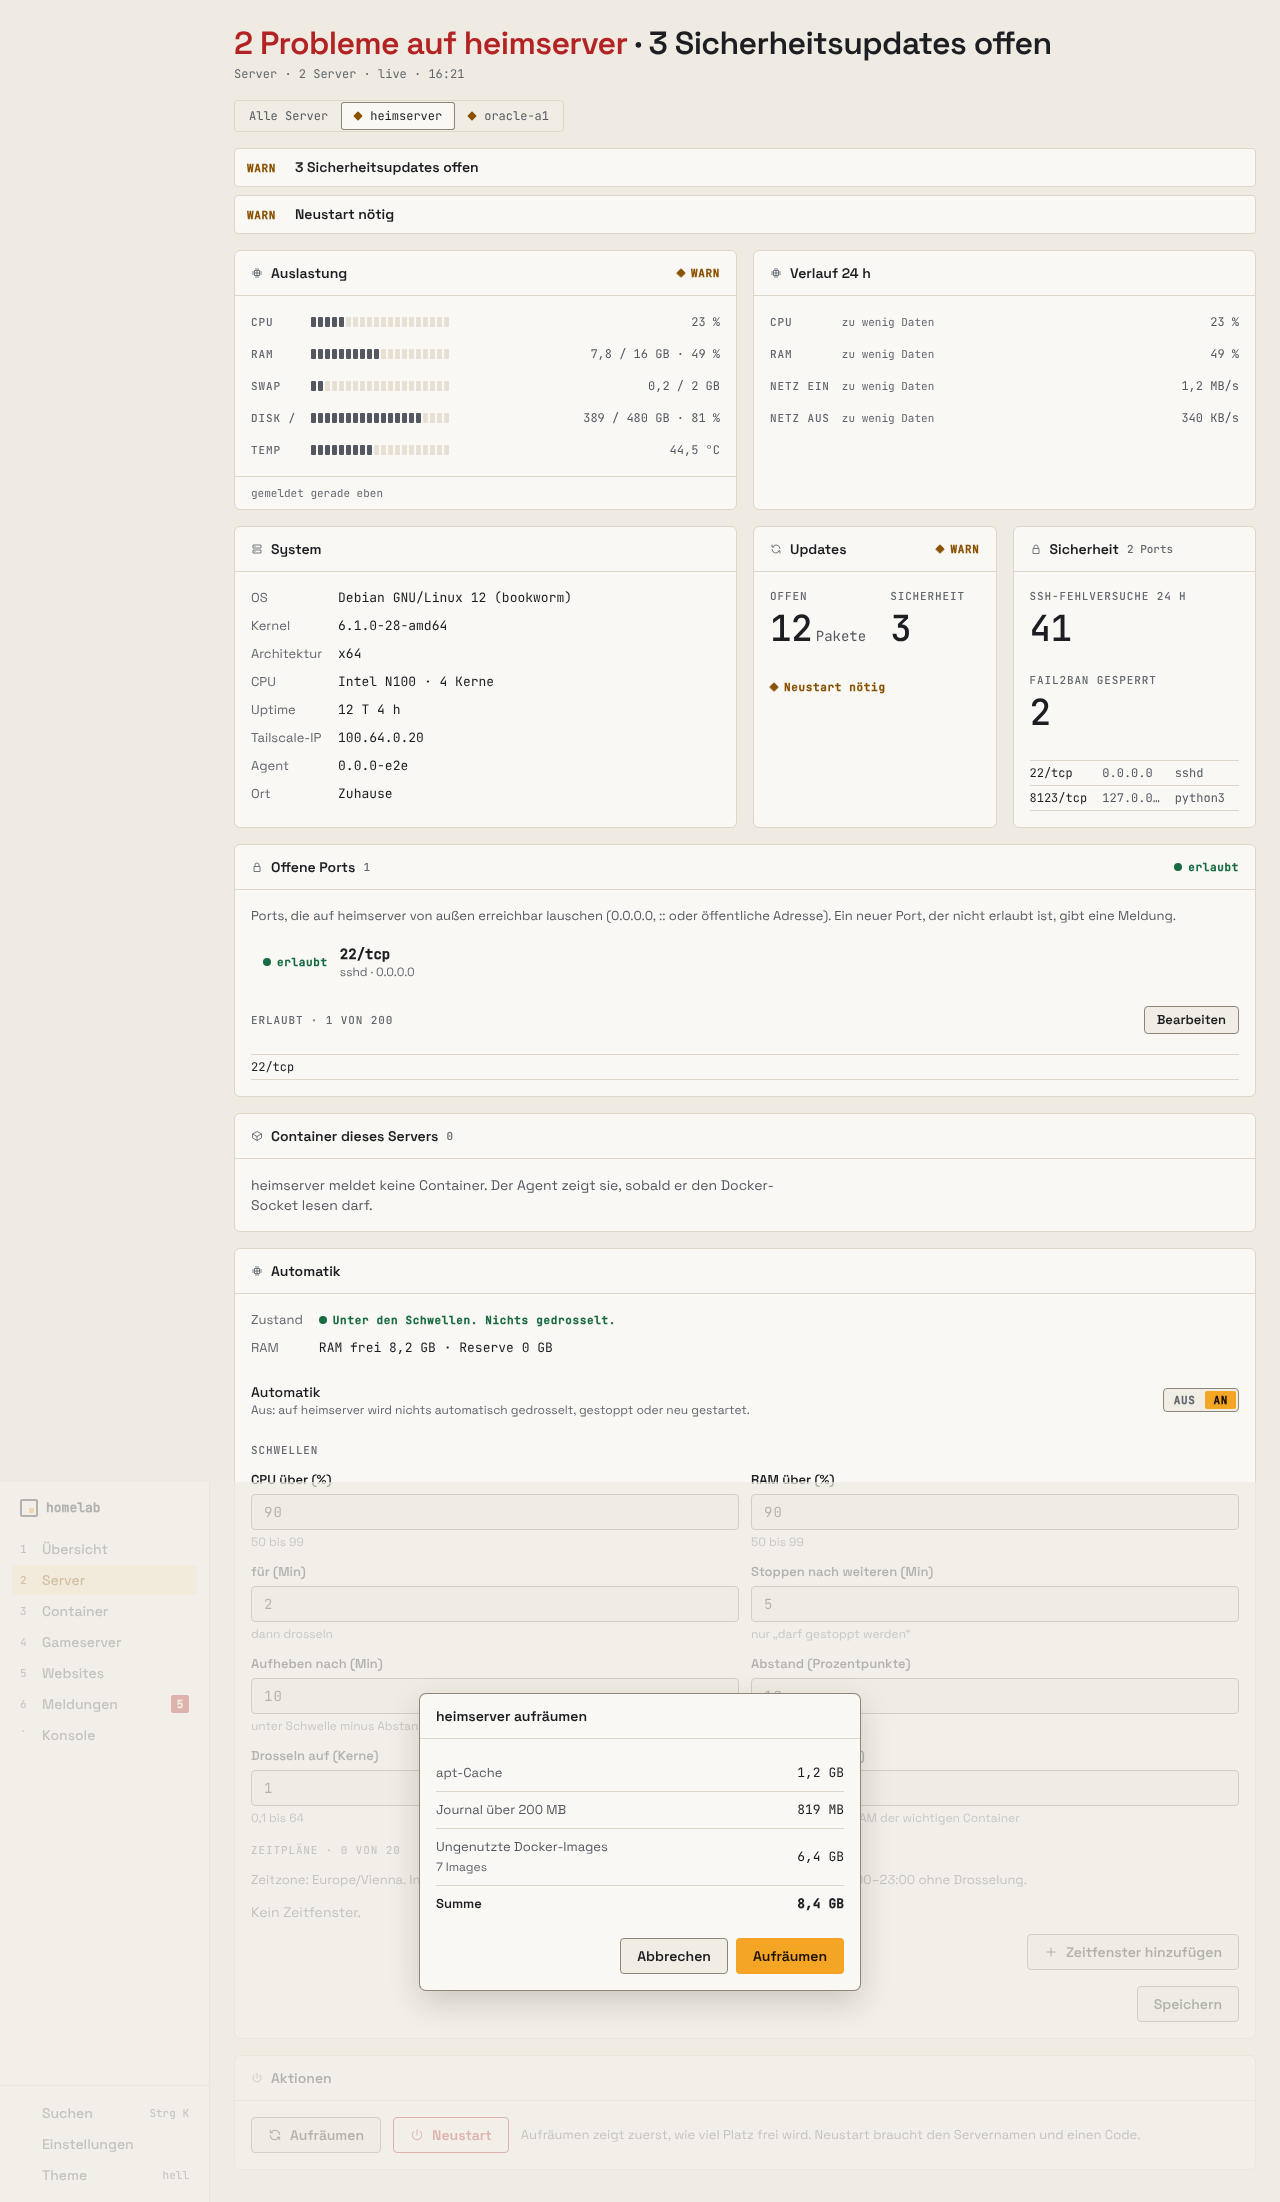 2 Probleme auf heimserver · 3 Sicherheitsupdates offen
Server · 2 Server · live · 16:21
Alle Server
heimserver
oracle-a1
WARN 3 Sicherheitsupdates offen
WARN Neustart nötig
Auslastung WARN
CPU 23 %
RAM 7,8 / 16 GB · 49 %
SWAP 0,2 / 2 GB
DISK / 389 / 480 GB · 81 %
TEMP 44,5 °C
gemeldet gerade eben
Verlauf 24 h
CPU zu wenig Daten 23 %
RAM zu wenig Daten 49 %
NETZ EIN zu wenig Daten 1,2 MB/s
NETZ AUS zu wenig Daten 340 KB/s
System
OS Debian GNU/Linux 12 (bookworm)
Kernel 6.1.0-28-amd64
Architektur x64
CPU Intel N100 · 4 Kerne
Uptime 12 T 4 h
Tailscale-IP 100.64.0.20
Agent 0.0.0-e2e
Ort Zuhause
Updates WARN
OFFEN SICHERHEIT
12 Pakete 3
Neustart nötig
Sicherheit 2 Ports
SSH-FEHLVERSUCHE 24 H
41
FAIL2BAN GESPERRT
2
22/tcp 0.0.0.0 sshd
8123/tcp 127.0.0… python3
Offene Ports 1 erlaubt
Ports, die auf heimserver von außen erreichbar lauschen (0.0.0.0, :: oder öffentliche Adresse). Ein neuer Port, der nicht erlaubt ist, gibt eine Meldung.
erlaubt 22/tcp
sshd · 0.0.0.0
ERLAUBT · 1 VON 200 Bearbeiten
22/tcp
Container dieses Servers 0
heimserver meldet keine Container. Der Agent zeigt sie, sobald er den Docker-
Socket lesen darf.
Automatik
Zustand Unter den Schwellen. Nichts gedrosselt.
RAM RAM frei 8,2 GB · Reserve 0 GB
Automatik
Aus: auf heimserver wird nichts automatisch gedrosselt, gestoppt oder neu gestartet.
AUS AN
SCHWELLEN
CPU über (%) RAM über (%)
90 90
50 bis 99 50 bis 99
für (Min) Stoppen nach weiteren (Min)
2 5
dann drosseln nur „darf gestoppt werden“
Aufheben nach (Min) Abstand (Prozentpunkte)
10
unter Schwelle minus Abstan
Drosseln auf (Kerne) )
1
0,1 bis 64 AM der wichtigen Container
ZEITPLÄNE · 0 VON 20
Zeitzone: Europe/Vienna. In 0–23:00 ohne Drosselung.
Kein Zeitfenster.
Zeitfenster hinzufügen
Speichern
Aktionen
Aufräumen
Neustart
Aufräumen zeigt zuerst, wie viel Platz frei wird. Neustart braucht den Servernamen und einen Code.
homelab
1 Übersicht
2 Server
3 Container
4 Gameserver
5 Websites
6 Meldungen 5
` Konsole
Suchen Strg K
Einstellungen
Theme hell
heimserver aufräumen
apt-Cache 1,2 GB
Journal über 200 MB 819 MB
Ungenutzte Docker-Images 6,4 GB
7 Images
Summe 8,4 GB
Abbrechen
Aufräumen